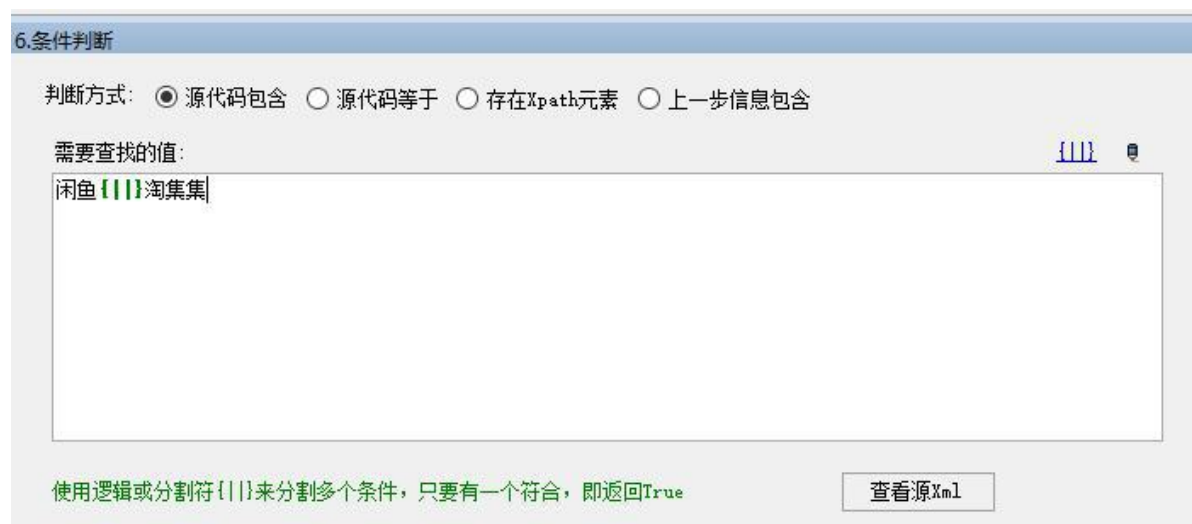 6.条件判断
判断方式: 源代码包含 源代码等于 存在Xpath元素 上一步信息包含
需要查找的值: {||}
闲鱼{||}淘集集
使用逻辑或分割符{||}来分割多个条件，只要有一个符合，即返回True 查看源Xml